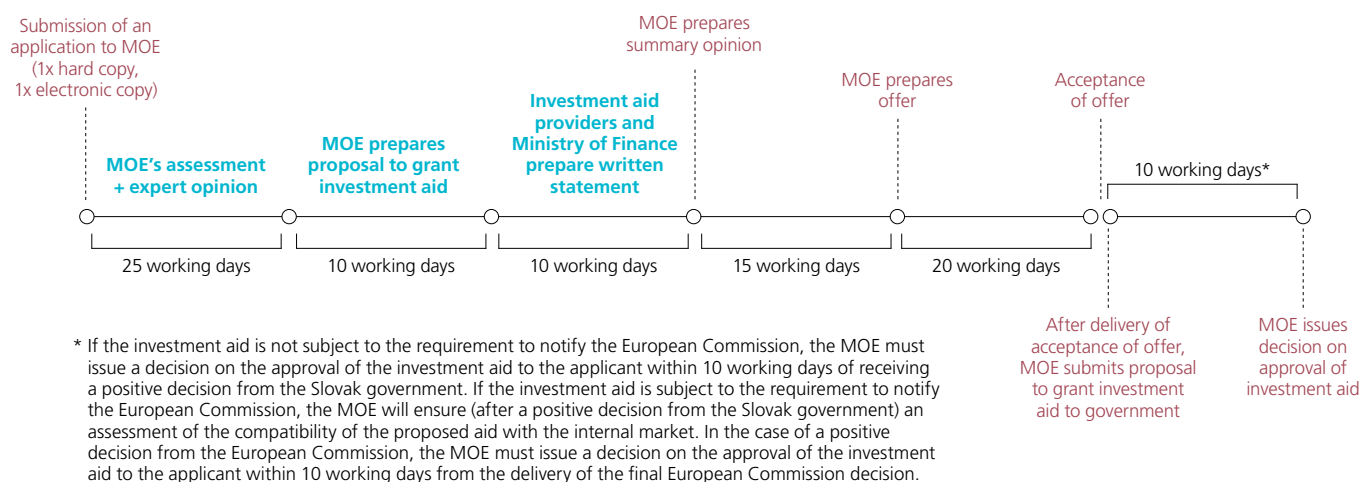 Submission of an
application to MOE
(1x hard copy,
1x electronic copy)
MOE's assessment
+ expert opinion
MOE prepares
proposal to grant
investment aid
Investment aid
providers and
Ministry of Finance
prepare written
statement
MOE prepares
summary opinion
MOE prepares
offer
Acceptance
of offer
10 working days*
25 working days
10 working days
10 working days
15 working days
20 working days
After delivery of
acceptance of offer,
MOE submits proposal
to grant investment
aid to government
MOE issues
decision on
approval of
investment aid
* If the investment aid is not subject to the requirement to notify the European Commission, the MOE must
issue a decision on the approval of the investment aid to the applicant within 10 working days of receiving
a positive decision from the Slovak government. If the investment aid is subject to the requirement to notify
the European Commission, the MOE will ensure (after a positive decision from the Slovak government) an
assessment of the compatibility of the proposed aid with the internal market. In the case of a positive
decision from the European Commission, the MOE must issue a decision on the approval of the investment
aid to the applicant within 10 working days from the delivery of the final European Commission decision.